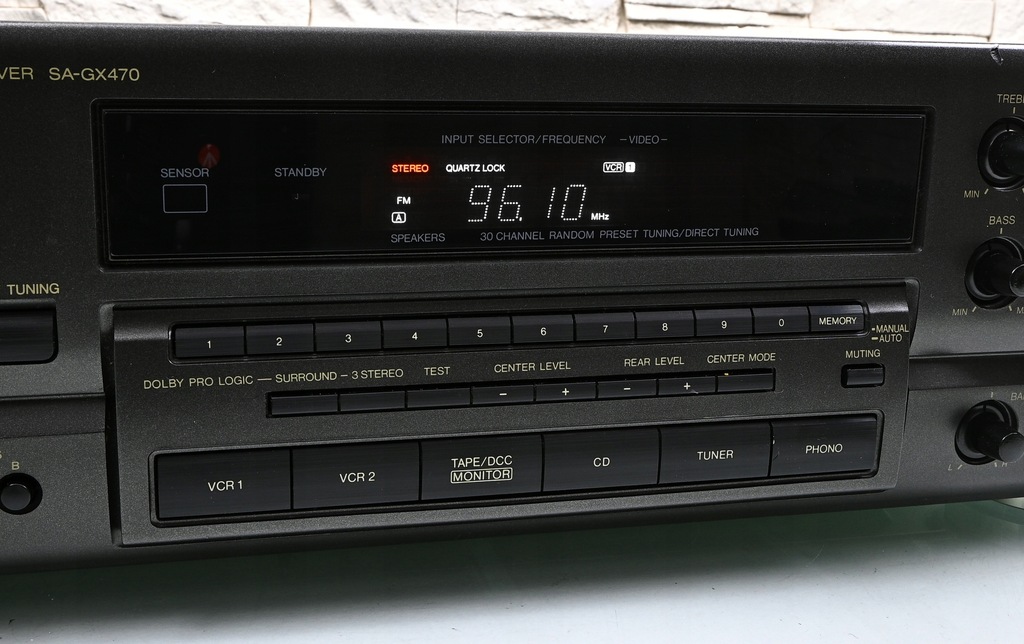 VER SA-GX470
INPUT SELECTOR/FREQUENCY –VIDEO–
SENSOR STANDBY
STEREO QUARTZ LOCK VCR 1
FM
A
96.10 MHz
SPEAKERS 30 CHANNEL RANDOM PRESET TUNING/DIRECT TUNING
TREB
MIN
BASS
MIN M
TUNING
1 2 3 4 5 6 7 8 9 0 MEMORY
–MANUAL
–AUTO
MUTING
DOLBY PRO LOGIC — SURROUND – 3 STEREO TEST CENTER LEVEL REAR LEVEL CENTER MODE
– + – +
BA
L R
S
B
VCR 1 VCR 2 TAPE/DCC MONITOR CD TUNER PHONO